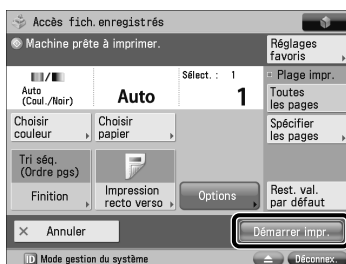 Accès fich. enregistrés
Machine prête à imprimer.
Réglages
favoris
Auto
(Coul./Noir)
Auto
Sélect. : 1
1
Plage impr.
Toutes
les pages
Choisir
couleur
Choisir
papier
Spécifier
les pages
Tri séq.
(Ordre pgs)
Finition
Impression
recto verso
Options
Rest. val.
par défaut
Annuler
Démarrer impr.
ID Mode gestion du système
Déconnex.